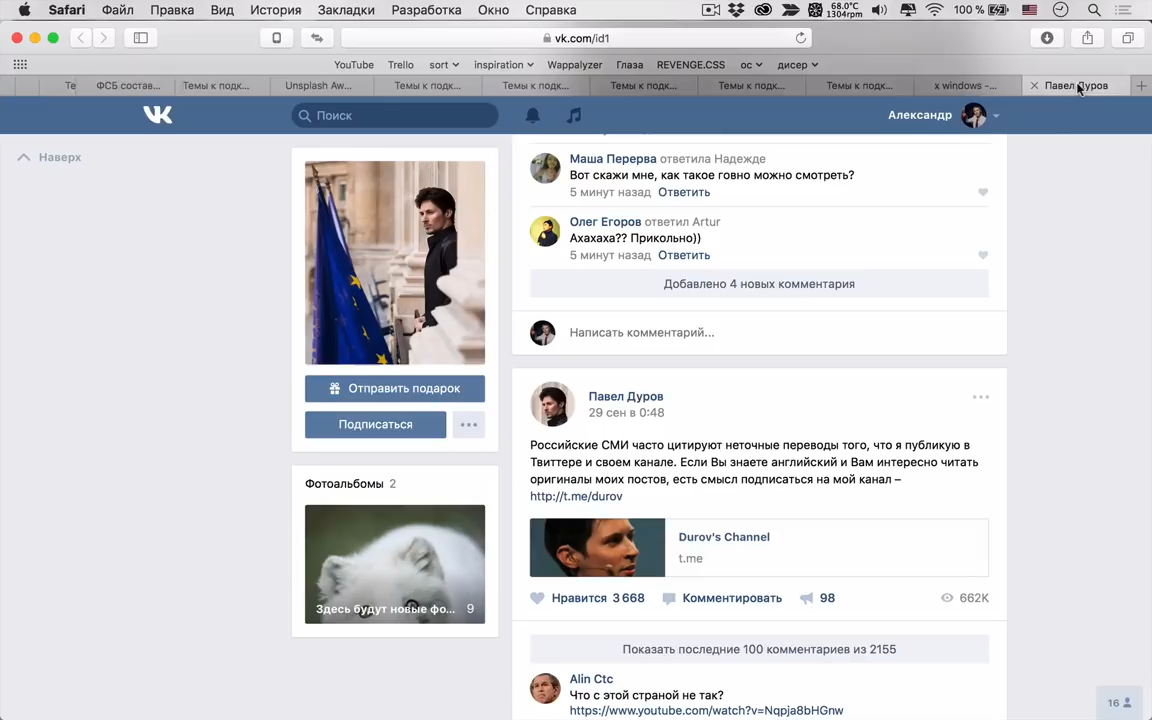 Safari Файл Правка Вид История Закладки Разработка Окно Справка 68.0°C 1304rpm 100 %
vk.com/id1
YouTube Trello sort inspiration Wappalyzer Глаза REVENGE.CSS ос дисер
Те ФСБ состав... Темы к подк... Unsplash Aw... Темы к подк... Темы к подк... Темы к подк... Темы к подк... Темы к подк... x windows -... Павел Дуров
Поиск Александр
Наверх
Маша Перерва ответила Надежде
Вот скажи мне, как такое говно можно смотреть?
5 минут назад Ответить
Олег Егоров ответил Artur
Ахахаха?? Прикольно))
5 минут назад Ответить
Добавлено 4 новых комментария
Написать комментарий...
Отправить подарок
Подписаться
Фотоальбомы 2
Здесь будут новые фо... 9
Павел Дуров
29 сен в 0:48
Российские СМИ часто цитируют неточные переводы того, что я публикую в
Твиттере и своем канале. Если Вы знаете английский и Вам интересно читать
оригиналы моих постов, есть смысл подписаться на мой канал –
http://t.me/durov
Durov's Channel
t.me
Нравится 3 668 Комментировать 98 662K
Показать последние 100 комментариев из 2155
Alin Ctc
Что с этой страной не так?
https://www.youtube.com/watch?v=Nqpja8bHGnw
16